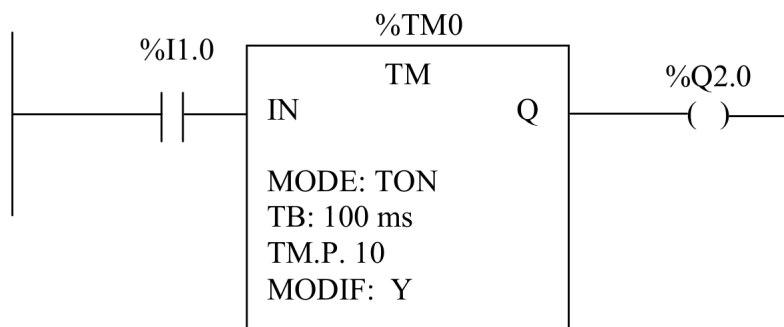 %TM0
%I1.0
TM
%Q2.0
IN
Q
MODE: TON
TB: 100 ms
TM.P. 10
MODIF: Y